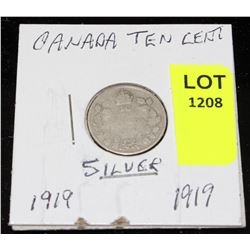 CANADA TEN CENT
LOT
1208
SILVER
1919 1919